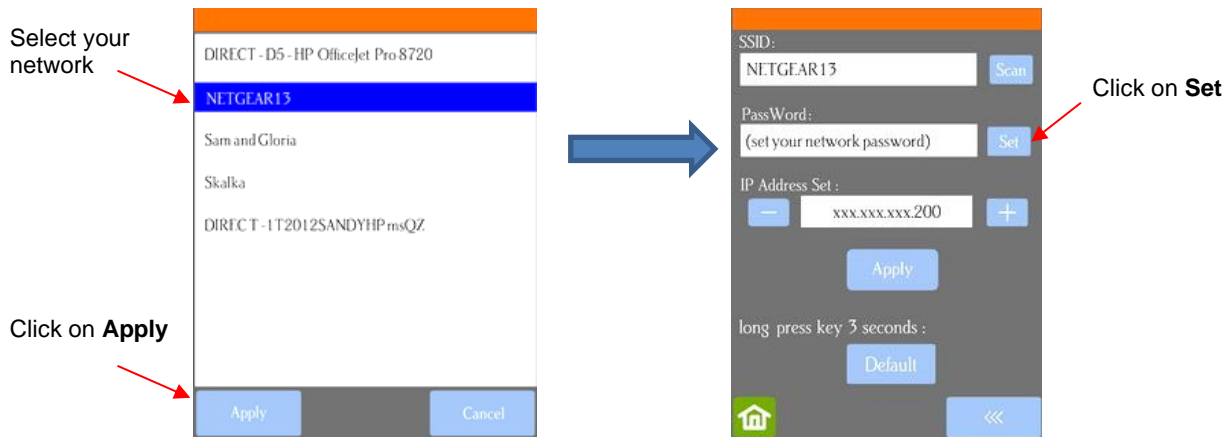 Select your
network
Click on Apply
DIRECT - D5 - HP OfficeJet Pro 8720
NETGEAR13
Sam and Gloria
Skalka
DIRECT - 1T2012SANDYHP msQZ
Apply
Cancel
SSID:
NETGEAR13
Scan
PassWord:
(set your network password)
Set
IP Address Set :
−
xxx.xxx.xxx.200
+
Apply
long press key 3 seconds :
Default
<<<
Click on Set